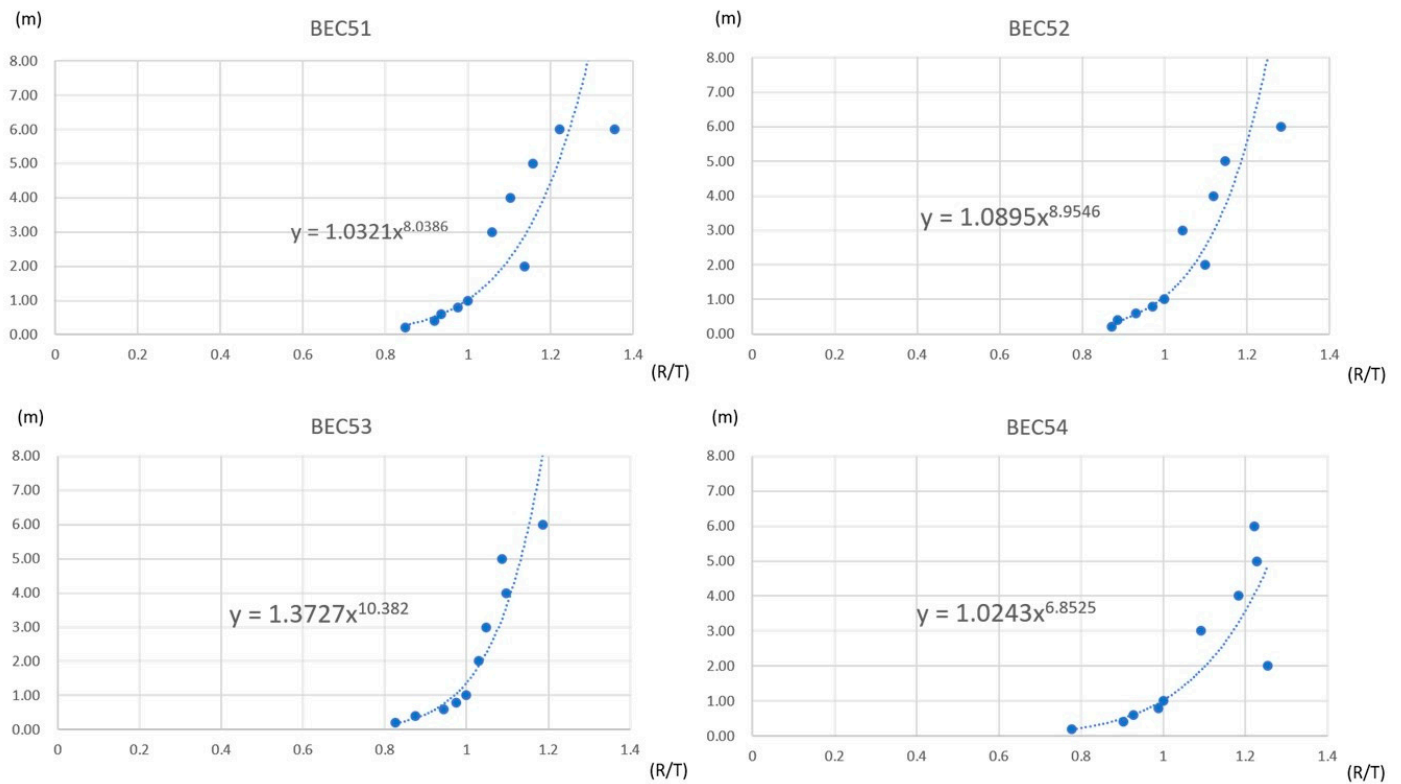 (m)
BEC51
8.00
7.00
6.00
5.00
4.00
3.00
2.00
1.00
0.00
y = 1.0321x^8.0386
0 0.2 0.4 0.6 0.8 1 1.2 1.4
(R/T)
(m)
BEC52
8.00
7.00
6.00
5.00
4.00
3.00
2.00
1.00
0.00
y = 1.0895x^8.9546
0 0.2 0.4 0.6 0.8 1 1.2 1.4
(R/T)
(m)
BEC53
8.00
7.00
6.00
5.00
4.00
3.00
2.00
1.00
0.00
y = 1.3727x^10.382
0 0.2 0.4 0.6 0.8 1 1.2 1.4
(R/T)
(m)
BEC54
8.00
7.00
6.00
5.00
4.00
3.00
2.00
1.00
0.00
y = 1.0243x^6.8525
0 0.2 0.4 0.6 0.8 1 1.2 1.4
(R/T)